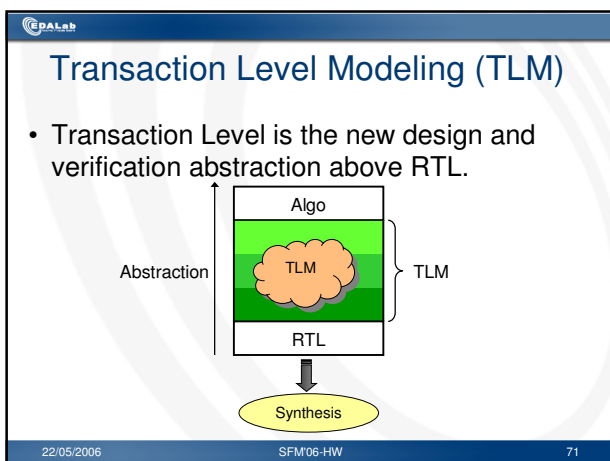 EDALab
Transaction Level Modeling (TLM)
• Transaction Level is the new design and
verification abstraction above RTL.
Algo
Abstraction
TLM
TLM
RTL
Synthesis
22/05/2006
SFM'06-HW
71